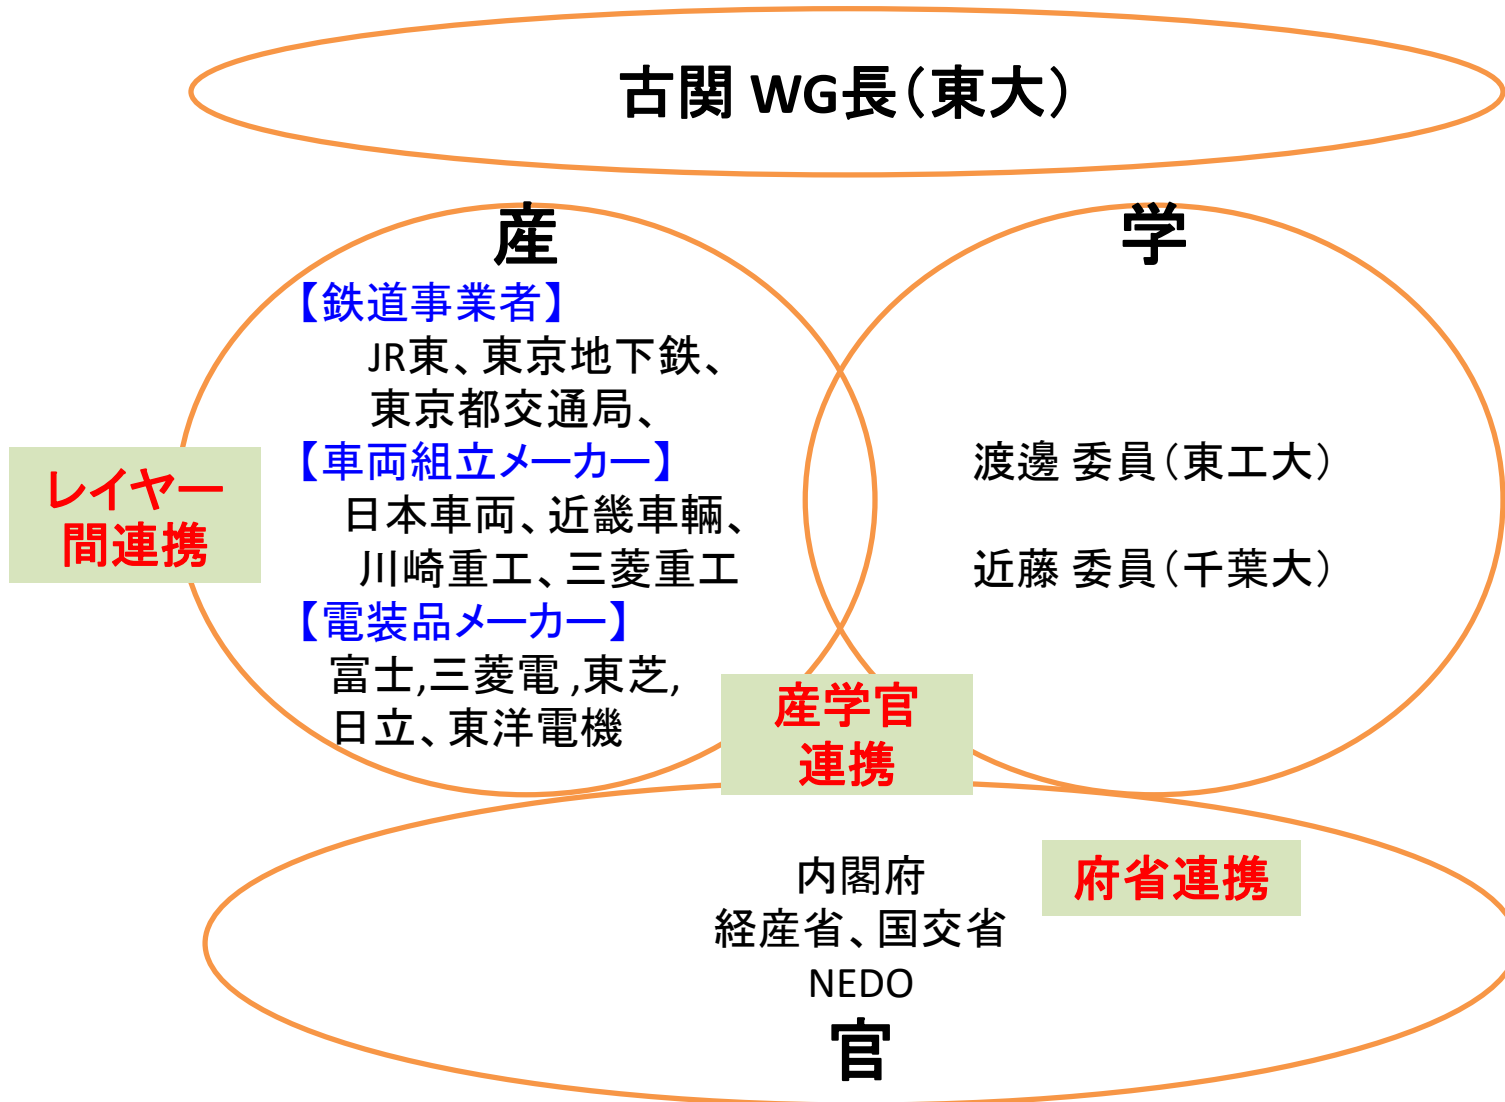 古関 WG長（東大）
産
【鉄道事業者】
JR東、東京地下鉄、
東京都交通局、
【車両組立メーカー】
日本車両、近畿車輛、
川崎重工、三菱重工
【電装品メーカー】
富士,三菱電 ,東芝,
日立、東洋電機
レイヤー
間連携
学
渡邊 委員（東工大）
近藤 委員（千葉大）
産学官
連携
府省連携
内閣府
経産省、国交省
NEDO
官